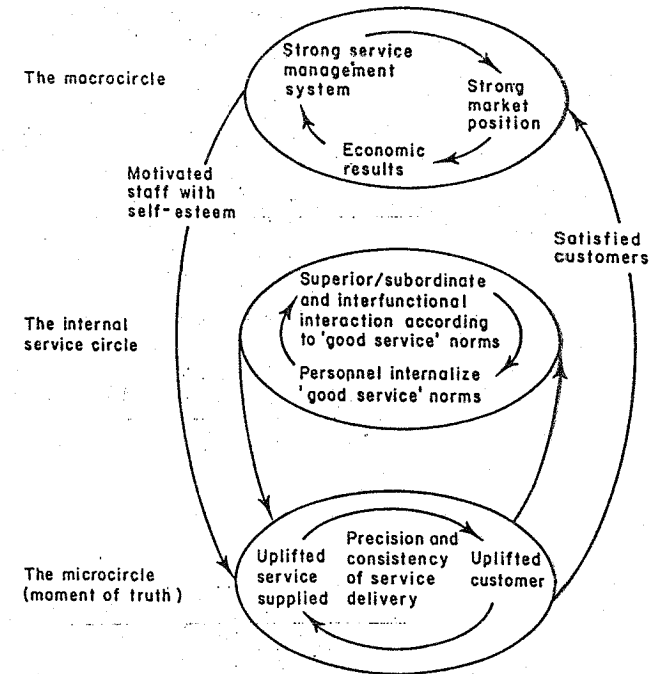 The macrocircle
Strong service
management
system
Strong
market
position
Economic
results
Motivated
staff with
self-esteem
Satisfied
customers
The internal
service circle
Superior/subordinate
and interfunctional
interaction according
to 'good service' norms
Personnel internalize
'good service' norms
The microcircle
(moment of truth)
Uplifted
service
supplied
Precision and
consistency
of service
delivery
Uplifted
customer